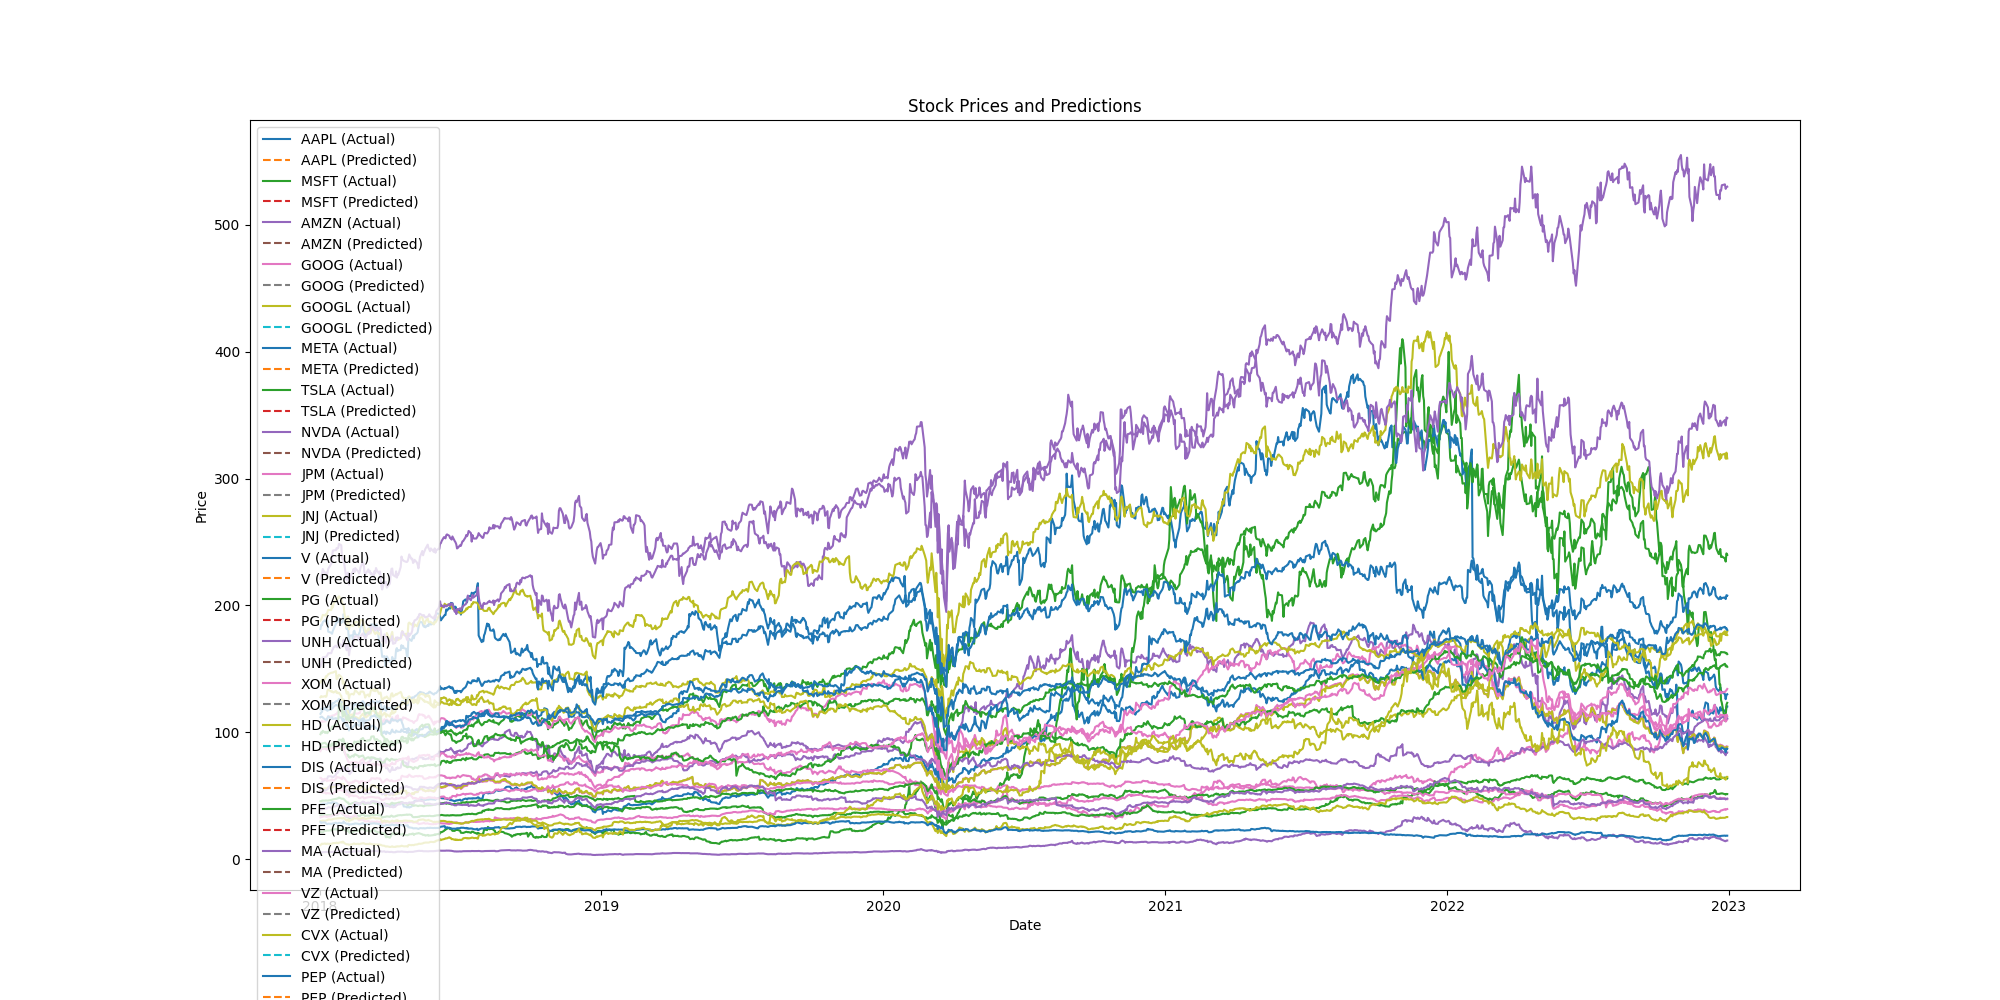 Stock Prices and Predictions
AAPL (Actual)
AAPL (Predicted)
MSFT (Actual)
MSFT (Predicted)
AMZN (Actual)
AMZN (Predicted)
GOOG (Actual)
GOOG (Predicted)
GOOGL (Actual)
GOOGL (Predicted)
META (Actual)
META (Predicted)
TSLA (Actual)
TSLA (Predicted)
NVDA (Actual)
NVDA (Predicted)
JPM (Actual)
JPM (Predicted)
JNJ (Actual)
JNJ (Predicted)
V (Actual)
V (Predicted)
PG (Actual)
PG (Predicted)
UNH (Actual)
UNH (Predicted)
XOM (Actual)
XOM (Predicted)
HD (Actual)
HD (Predicted)
DIS (Actual)
DIS (Predicted)
PFE (Actual)
PFE (Predicted)
MA (Actual)
MA (Predicted)
VZ (Actual)
VZ (Predicted)
CVX (Actual)
CVX (Predicted)
PEP (Actual)
PEP (Predicted)
500
400
300
200
100
0
Price
2018
2019
2020
2021
2022
2023
Date